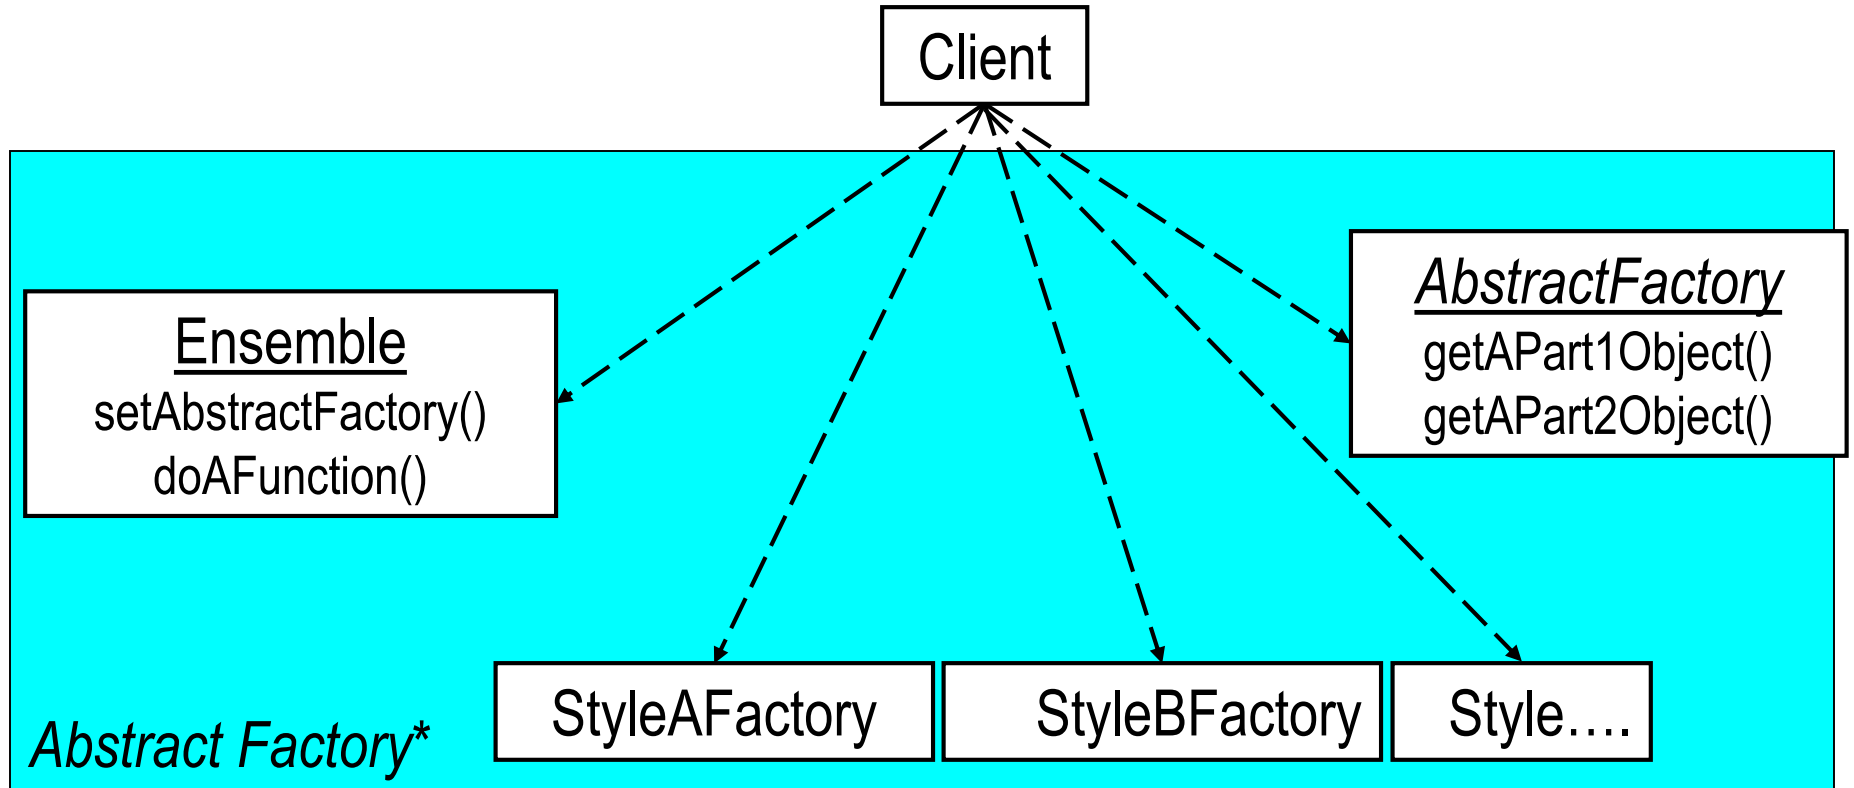 Client
Ensemble
setAbstractFactory()
doAFunction()
AbstractFactory
getAPart1Object()
getAPart2Object()
StyleAFactory
StyleBFactory
Style….
Abstract Factory*